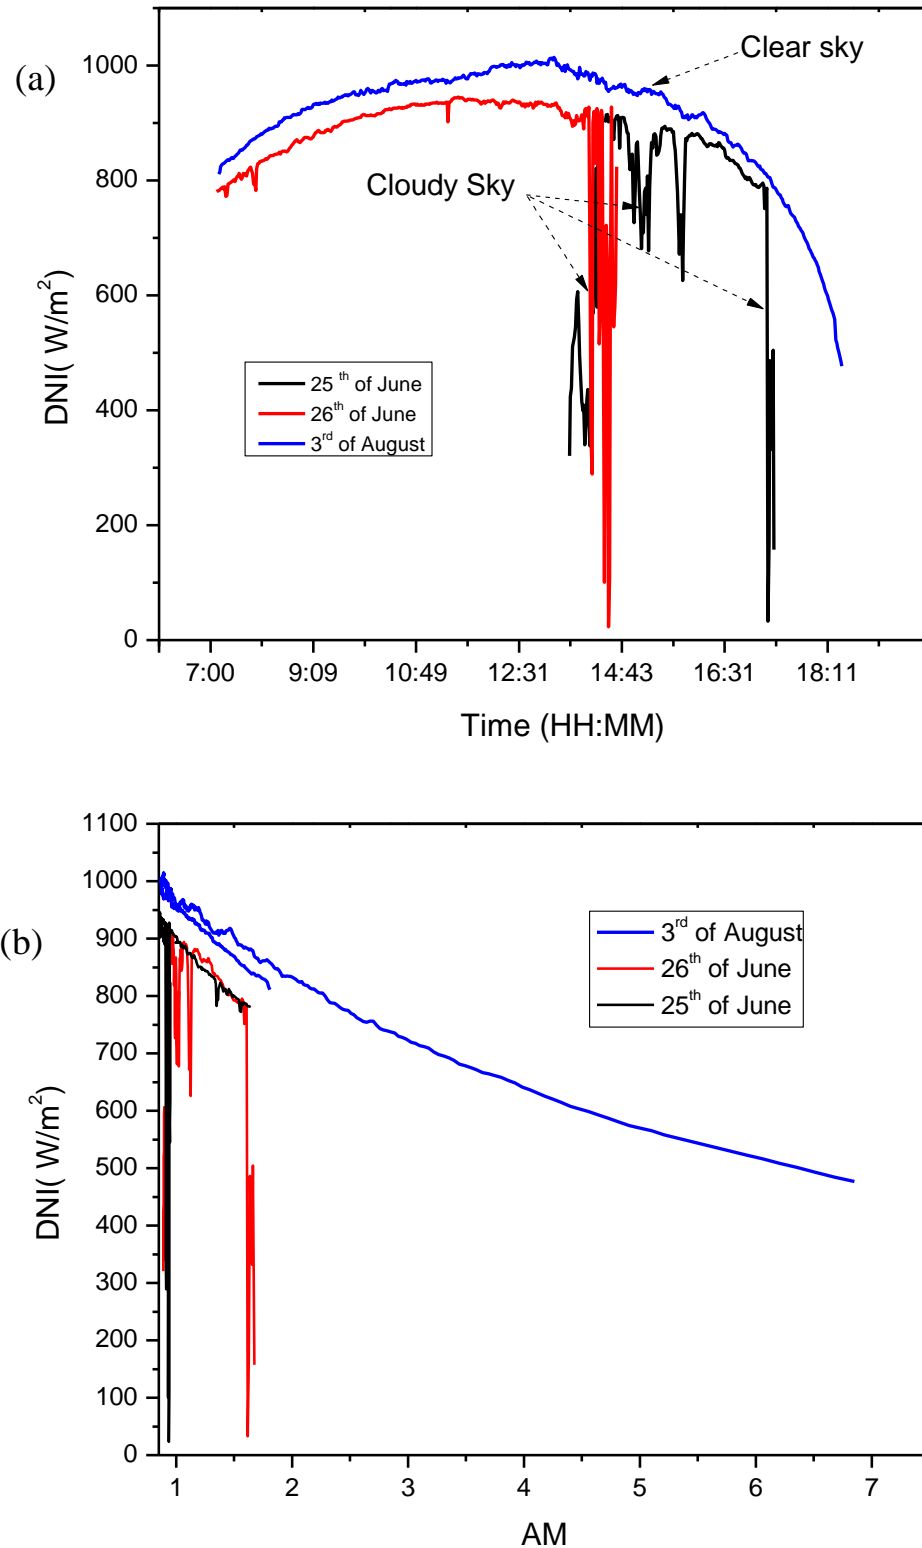 (a)
Clear sky
Cloudy Sky
1000
800
600
400
200
0
DNI( W/m²)
25 th of June
26th of June
3rd of August
7:00 9:09 10:49 12:31 14:43 16:31 18:11
Time (HH:MM)
(b)
1100
1000
900
800
700
600
500
400
300
200
100
0
DNI( W/m²)
3rd of August
26th of June
25th of June
1 2 3 4 5 6 7
AM